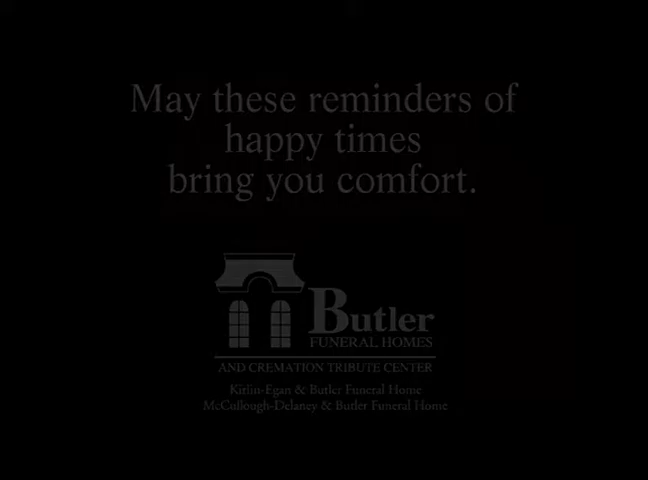 May these reminders of
happy times
bring you comfort.
Butler
FUNERAL HOMES
AND CREMATION TRIBUTE CENTER
Kirlin-Egan & Butler Funeral Home
McCullough-Delaney & Butler Funeral Home